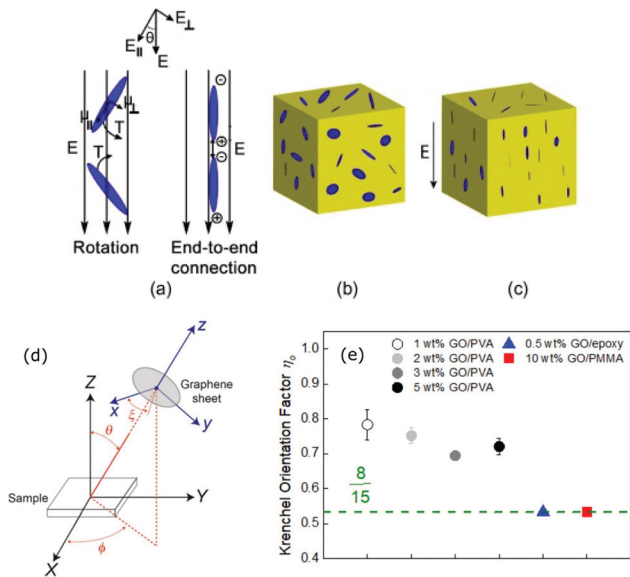 E∥ θ E⊥
E
μ∥ μ⊥
T
E
T
⊖
E
⊕
⊖
⊕
Rotation
End-to-end
connection
(a)
(b)
E
(c)
(d)
z
Graphene
sheet
x
ξ
y
Z
θ
Sample
Y
ϕ
X
(e)
1 wt% GO/PVA
2 wt% GO/PVA
3 wt% GO/PVA
5 wt% GO/PVA
0.5 wt% GO/epoxy
10 wt% GO/PMMA
Krenchel Orientation Factor ηo
1.0
0.9
0.8
0.7
0.6
0.5
0.4
8
15